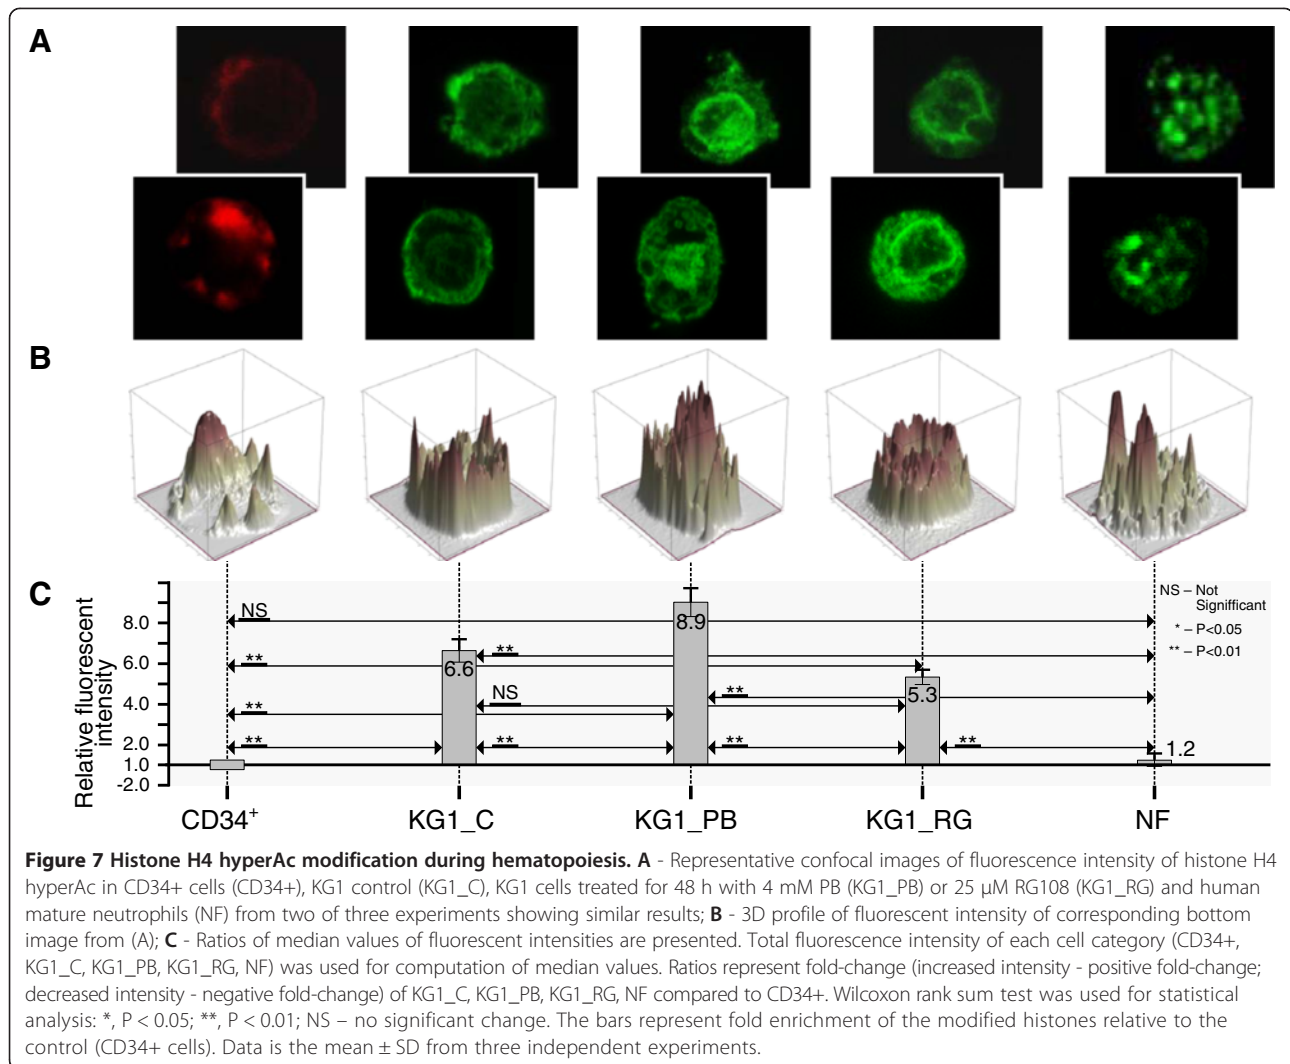 A
B
C
Relative fluorescent
intensity
8.0
6.0
4.0
2.0
1.0
-2.0
NS
**
**
**
6.6
**
NS
**
8.9
**
**
5.3
**
1.2
NS – Not
Signifficant
* – P<0.05
** – P<0.01
CD34+
KG1_C
KG1_PB
KG1_RG
NF
Figure 7 Histone H4 hyperAc modification during hematopoiesis. A - Representative confocal images of fluorescence intensity of histone H4
hyperAc in CD34+ cells (CD34+), KG1 control (KG1_C), KG1 cells treated for 48 h with 4 mM PB (KG1_PB) or 25 μM RG108 (KG1_RG) and human
mature neutrophils (NF) from two of three experiments showing similar results; B - 3D profile of fluorescent intensity of corresponding bottom
image from (A); C - Ratios of median values of fluorescent intensities are presented. Total fluorescence intensity of each cell category (CD34+,
KG1_C, KG1_PB, KG1_RG, NF) was used for computation of median values. Ratios represent fold-change (increased intensity - positive fold-change;
decreased intensity - negative fold-change) of KG1_C, KG1_PB, KG1_RG, NF compared to CD34+. Wilcoxon rank sum test was used for statistical
analysis: *, P < 0.05; **, P < 0.01; NS – no significant change. The bars represent fold enrichment of the modified histones relative to the
control (CD34+ cells). Data is the mean ± SD from three independent experiments.